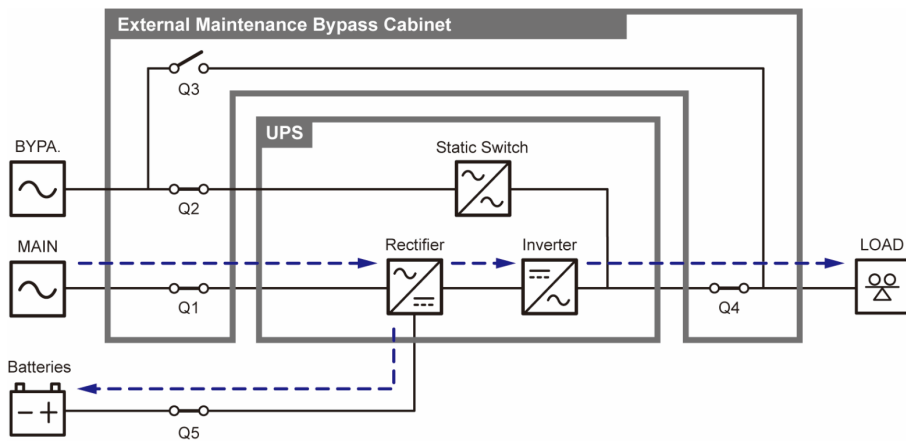 External Maintenance Bypass Cabinet
Q3
UPS
BYPA.
Static Switch
Q2
MAIN
Rectifier
Inverter
LOAD
Q1
Q4
Batteries
Q5